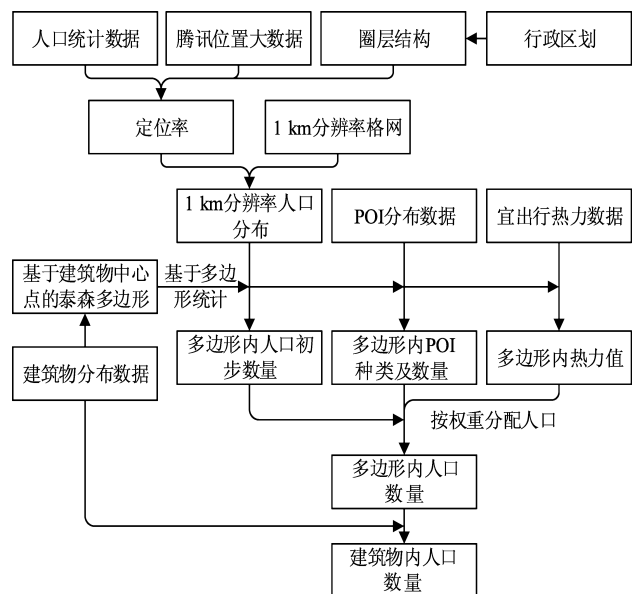 人口统计数据
腾讯位置大数据
圈层结构
行政区划
定位率
1 km分辨率格网
1 km分辨率人口
分布
POI分布数据
宜出行热力数据
基于建筑物中心
点的泰森多边形
基于多边
形统计
建筑物分布数据
多边形内人口初
步数量
多边形内POI
种类及数量
多边形内热力值
按权重分配人口
多边形内人口
数量
建筑物内人口
数量